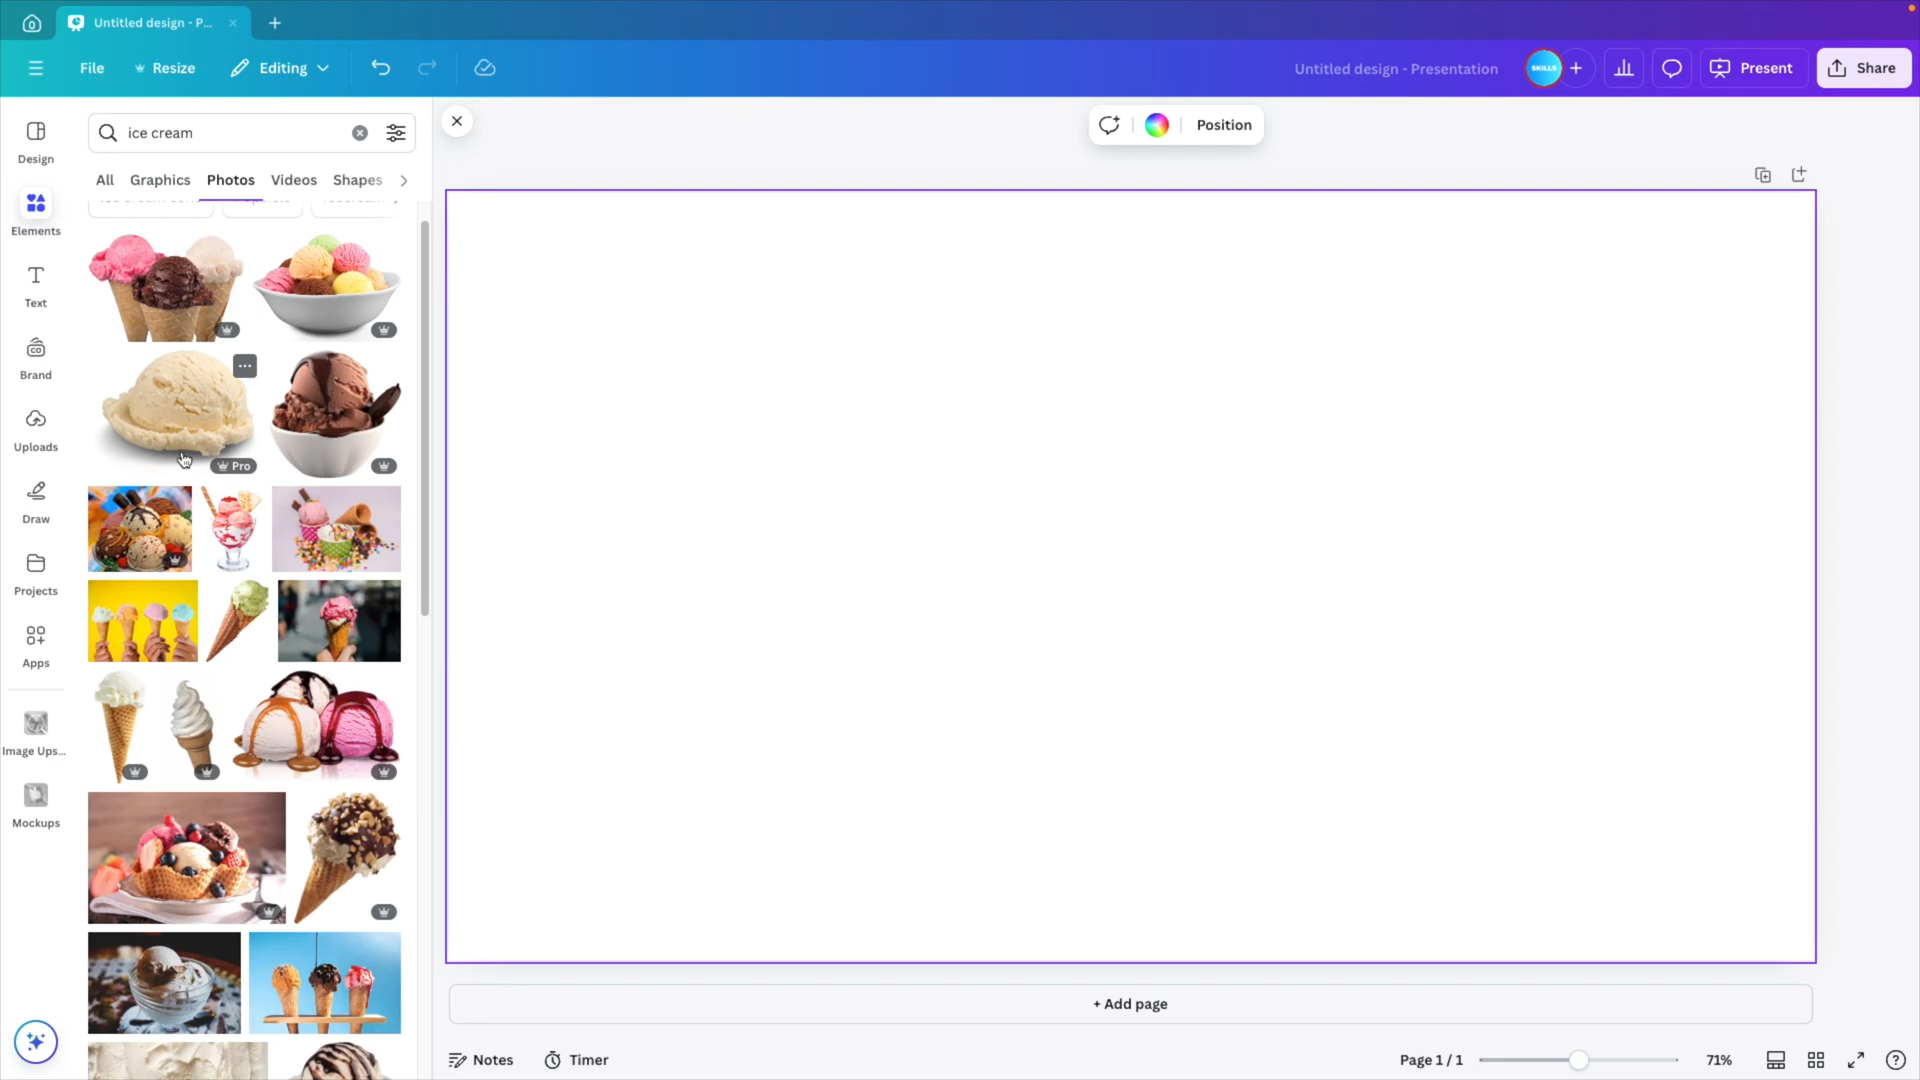 Untitled design - P...
File
Resize
Editing
Untitled design - Presentation
SKILLS
Present
Share
ice cream
All
Graphics
Photos
Videos
Shapes
Position
Design
Elements
Text
Brand
Uploads
Draw
Projects
Apps
Image Ups...
Mockups
CO
Pro
+ Add page
Notes
Timer
Page 1 / 1
71%